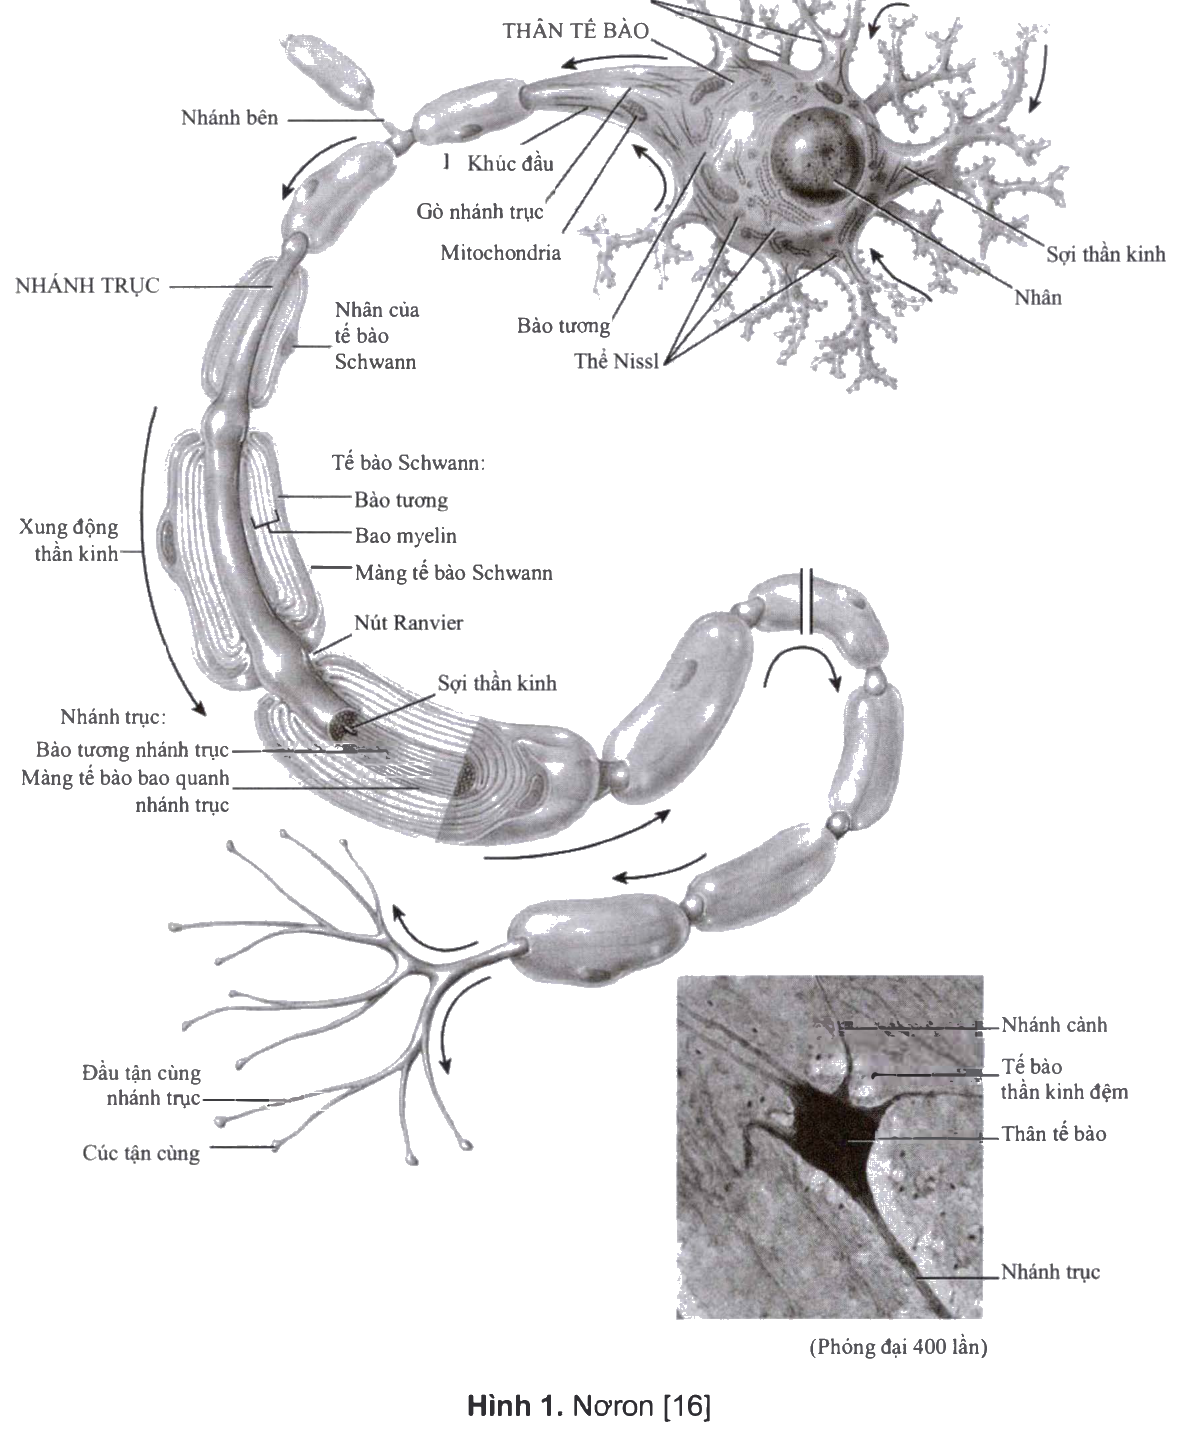 THÂN TẾ BÀO
Nhánh bên
1 Khúc đầu
Gò nhánh trục
Mitochondria
Sợi thần kinh
Nhân
NHÁNH TRỤC
Nhân của
tế bào
Schwann
Bào tương
Thể Nissl
Tế bào Schwann:
Bào tương
Bao myelin
Màng tế bào Schwann
Xung động
thần kinh
Nút Ranvier
Sợi thần kinh
Nhánh trục:
Bào tương nhánh trục
Màng tế bào bao quanh
nhánh trục
Nhánh cành
Tế bào
thần kinh đệm
Thân tế bào
Nhánh trục
Đầu tận cùng
nhánh trục
Cúc tận cùng
(Phóng đại 400 lần)
Hình 1. Nơron [16]